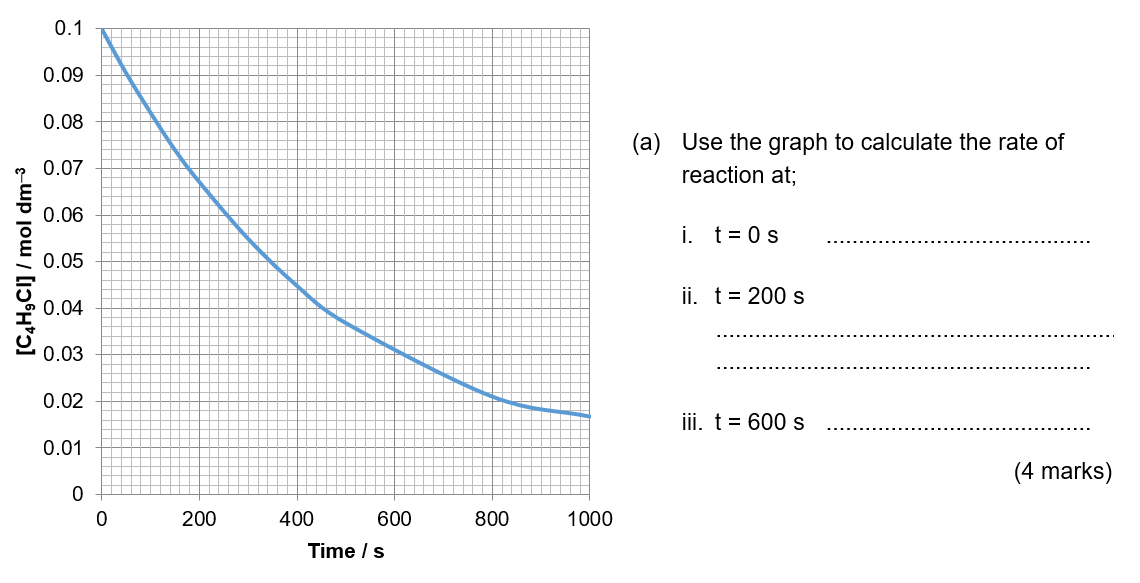 0.1
0.09
0.08
0.07
0.06
0.05
0.04
0.03
0.02
0.01
0
[C₄H₉Cl] / mol dm⁻³
0 200 400 600 800 1000
Time / s
(a) Use the graph to calculate the rate of
reaction at;
i. t = 0 s ........................................
ii. t = 200 s
............................................................
.........................................................
iii. t = 600 s ........................................
(4 marks)